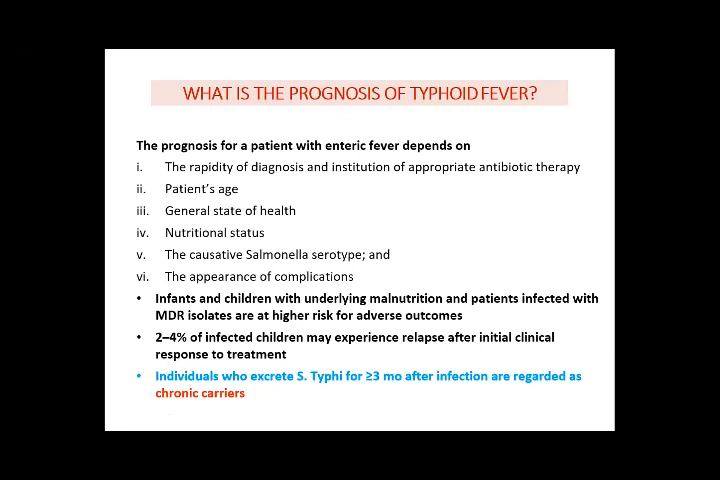 WHAT IS THE PROGNOSIS OF TYPHOID FEVER?
The prognosis for a patient with enteric fever depends on
i. The rapidity of diagnosis and institution of appropriate antibiotic therapy
ii. Patient's age
iii. General state of health
iv. Nutritional status
v. The causative Salmonella serotype; and
vi. The appearance of complications
• Infants and children with underlying malnutrition and patients infected with
MDR isolates are at higher risk for adverse outcomes
• 2–4% of infected children may experience relapse after initial clinical
response to treatment
• Individuals who excrete S. Typhi for ≥3 mo after infection are regarded as
chronic carriers